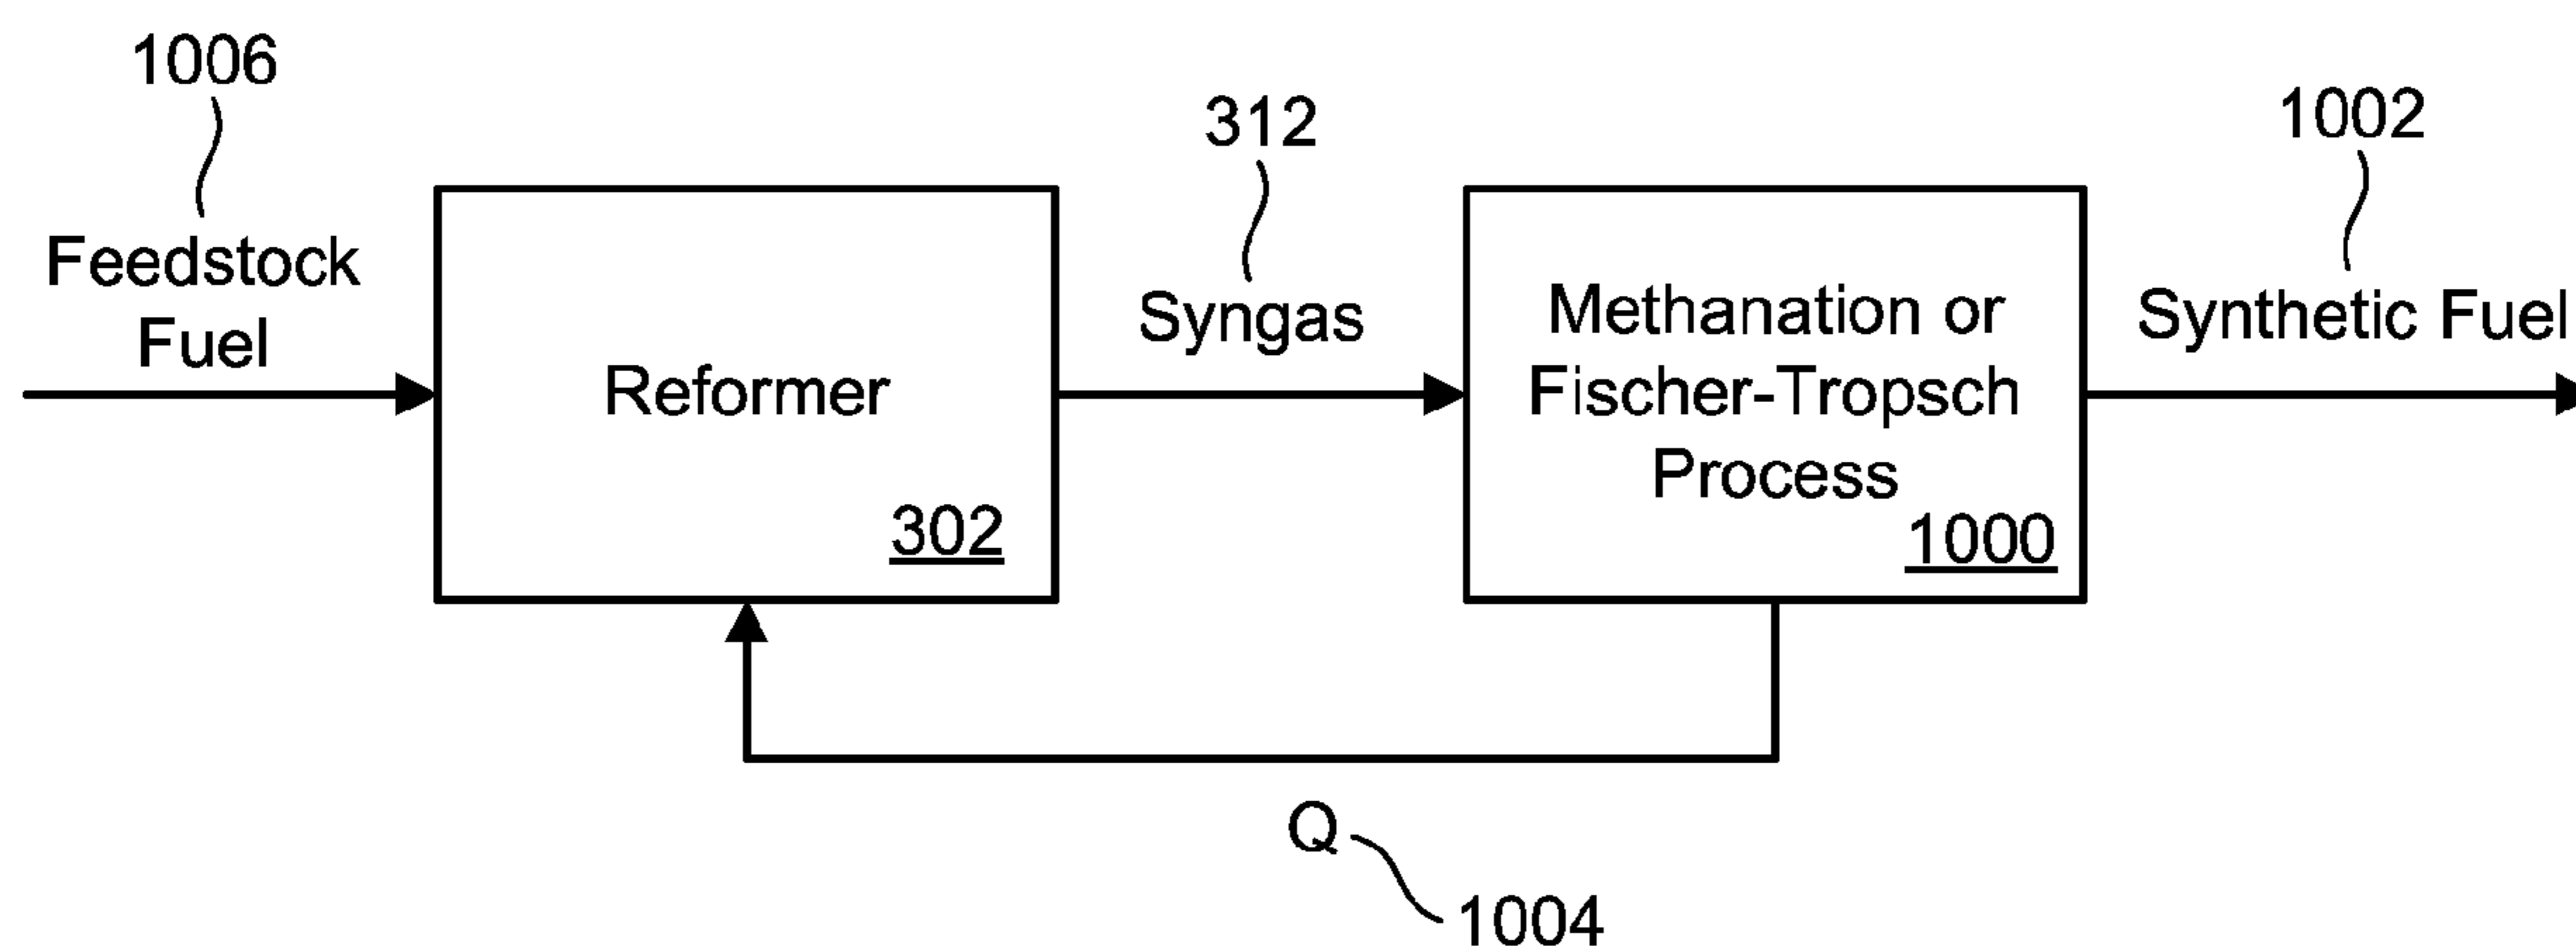 1006
Feedstock
Fuel
Reformer
302
312
Syngas
Methanation or
Fischer-Tropsch
Process
1000
1002
Synthetic Fuel
Q
1004